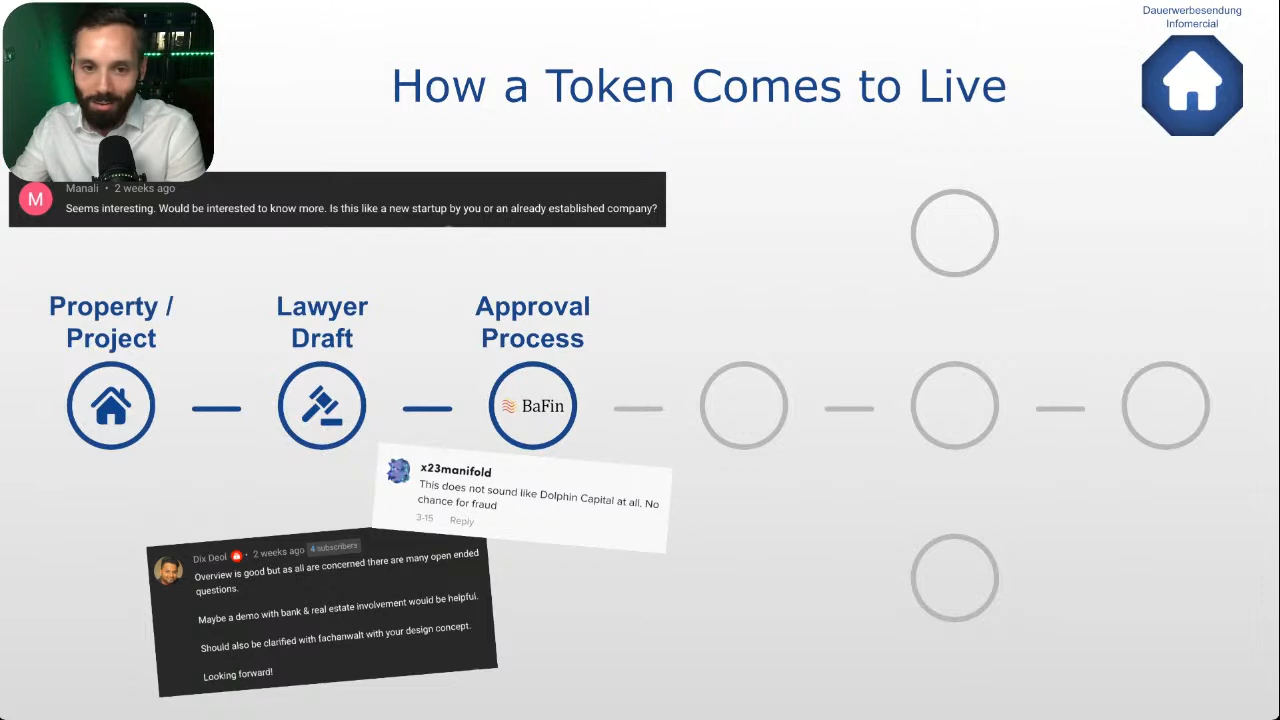 Dauerwerbesendung
Infomercial
How a Token Comes to Live
M
Manali • 2 weeks ago
Seems interesting. Would be interested to know more. Is this like a new startup by you or an already established company?
Property /
Project
Lawyer
Draft
Approval
Process
BaFin
x23manifold
This does not sound like Dolphin Capital at all. No
chance for fraud
3-15 Reply
Dix Deol • 2 weeks ago 4 subscribers
Overview is good but as all are concerned there are many open ended
questions.
Maybe a demo with bank & real estate involvement would be helpful.
Should also be clarified with fachanwalt with your design concept.
Looking forward!